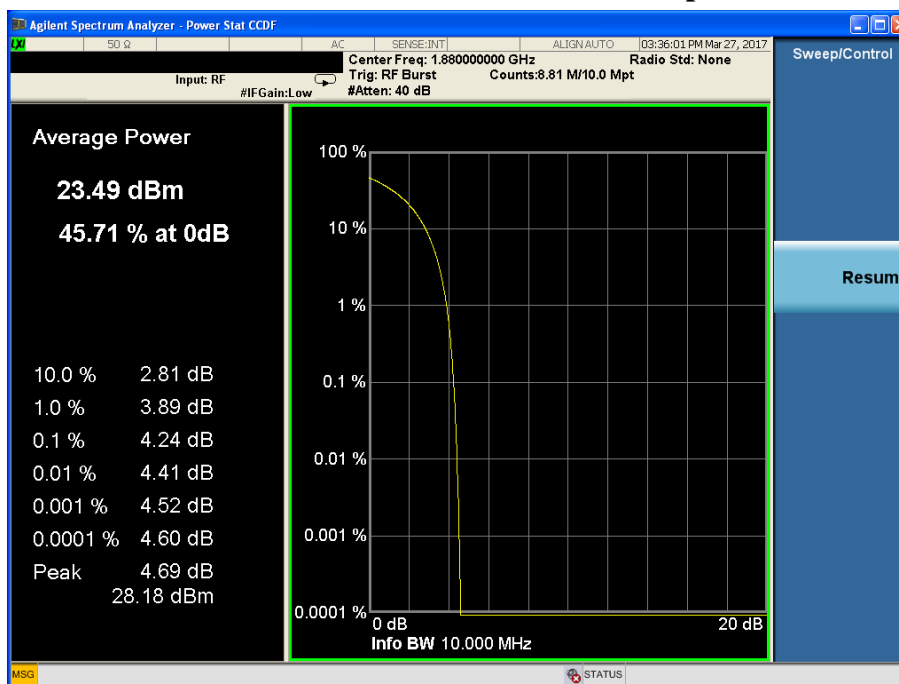 Agilent Spectrum Analyzer - Power Stat CCDF
LXI 50 Ω AC SENSE:INT ALIGN AUTO 03:36:01 PM Mar 27, 2017
Sweep/Control
Center Freq: 1.880000000 GHz Radio Std: None
Input: RF Trig: RF Burst Counts:8.81 M/10.0 Mpt
#IFGain:Low #Atten: 40 dB
Average Power
23.49 dBm
45.71 % at 0dB
10.0 % 2.81 dB
1.0 % 3.89 dB
0.1 % 4.24 dB
0.01 % 4.41 dB
0.001 % 4.52 dB
0.0001 % 4.60 dB
Peak 4.69 dB
28.18 dBm
100 %
10 %
1 %
0.1 %
0.01 %
0.001 %
0.0001 %
0 dB 20 dB
Info BW 10.000 MHz
Resum
MSG STATUS